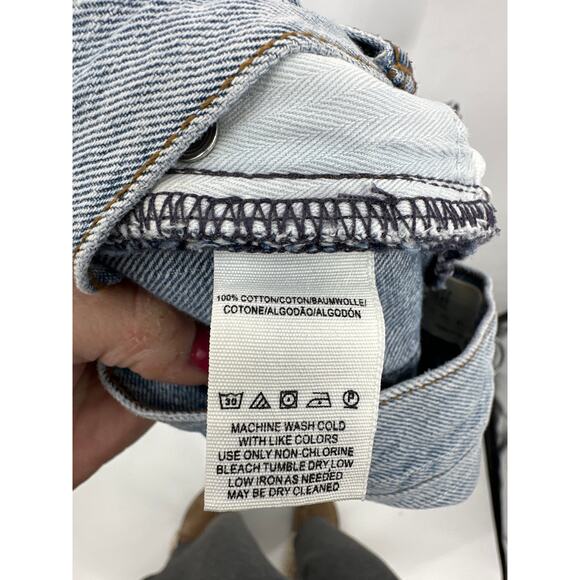 100% COTTON/COTON/BAUMWOLLE/
COTONE/ALGODÃO/ALGODÓN
30 P
MACHINE WASH COLD
WITH LIKE COLORS
USE ONLY NON-CHLORINE
BLEACH TUMBLE DRY, LOW
LOW IRON AS NEEDED
MAY BE DRY CLEANED